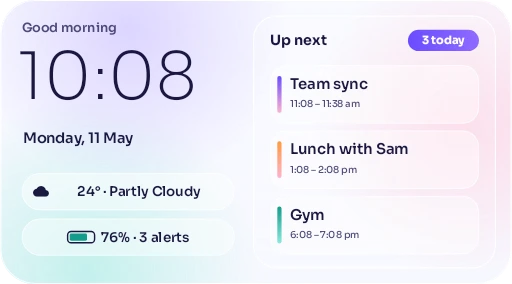 Good morning
10:08
Monday, 11 May
24° · Partly Cloudy
76% · 3 alerts
Up next
3 today
Team sync
11:08 – 11:38 am
Lunch with Sam
1:08 – 2:08 pm
Gym
6:08 – 7:08 pm